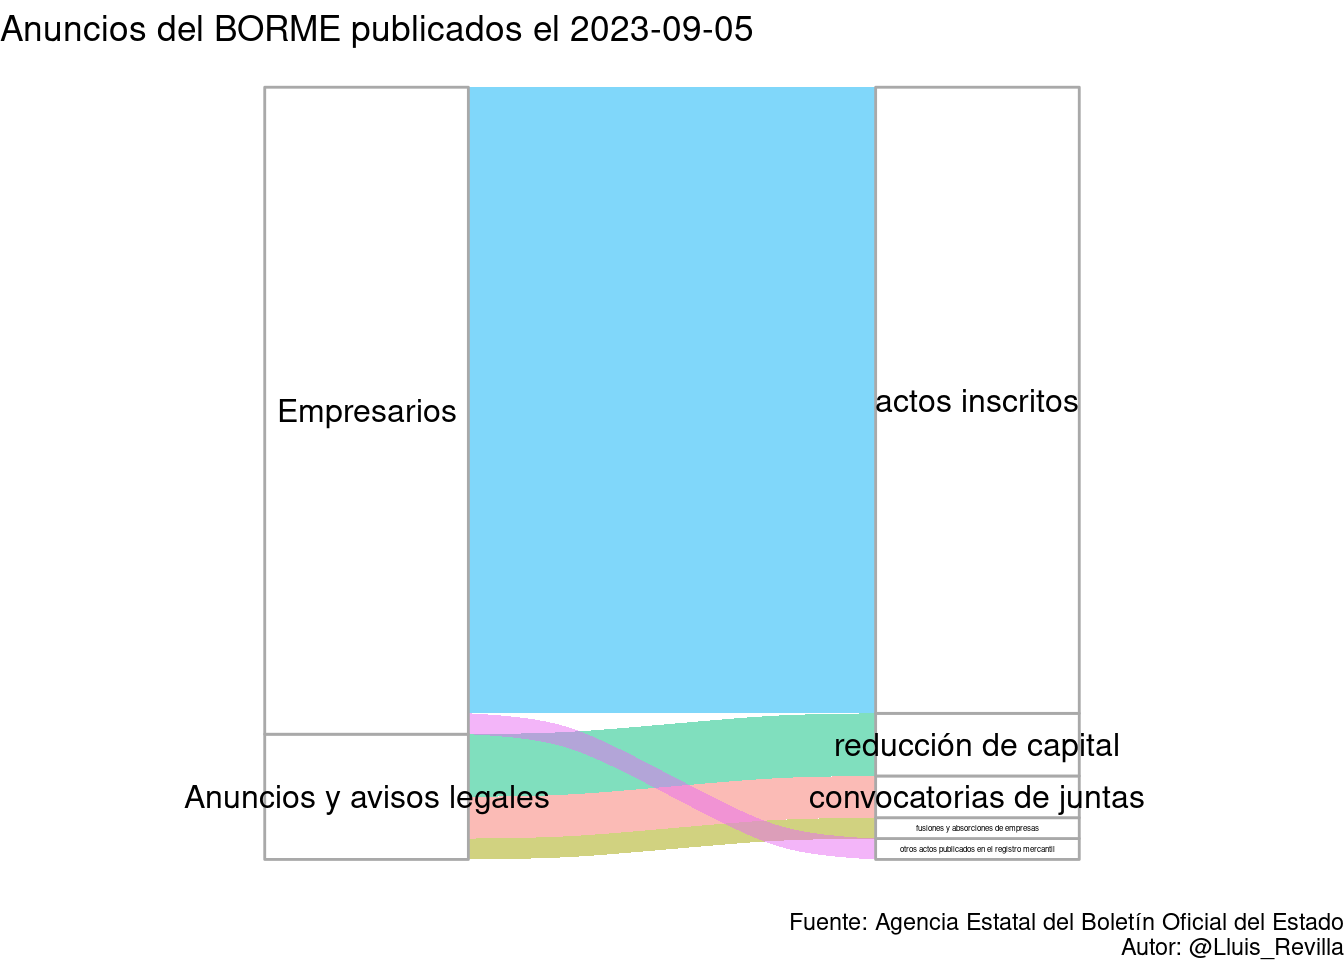 Anuncios del BORME publicados el 2023-09-05
Empresarios
actos inscritos
reducción de capital
Anuncios y avisos legales
convocatorias de juntas
fusiones y absorciones de empresas
otros actos publicados en el registro mercantil
Fuente: Agencia Estatal del Boletín Oficial del Estado
Autor: @Lluis_Revilla